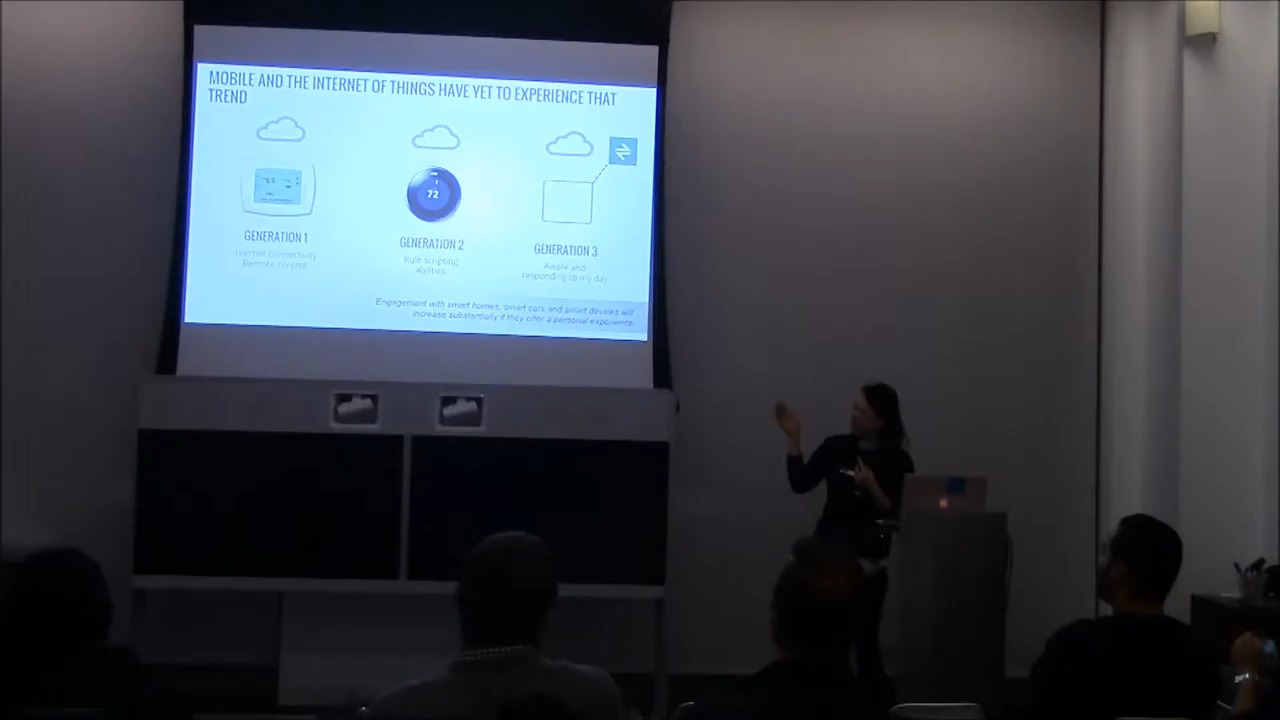 MOBILE AND THE INTERNET OF THINGS HAVE YET TO EXPERIENCE THAT
TREND
72
GENERATION 1
Internet connectivity
Remote control
GENERATION 2
Rule scripting
abilities
GENERATION 3
Aware and
responding to my day
Engagement with smart homes, smart cars and smart devices will
increase substantially if they offer a personal experience